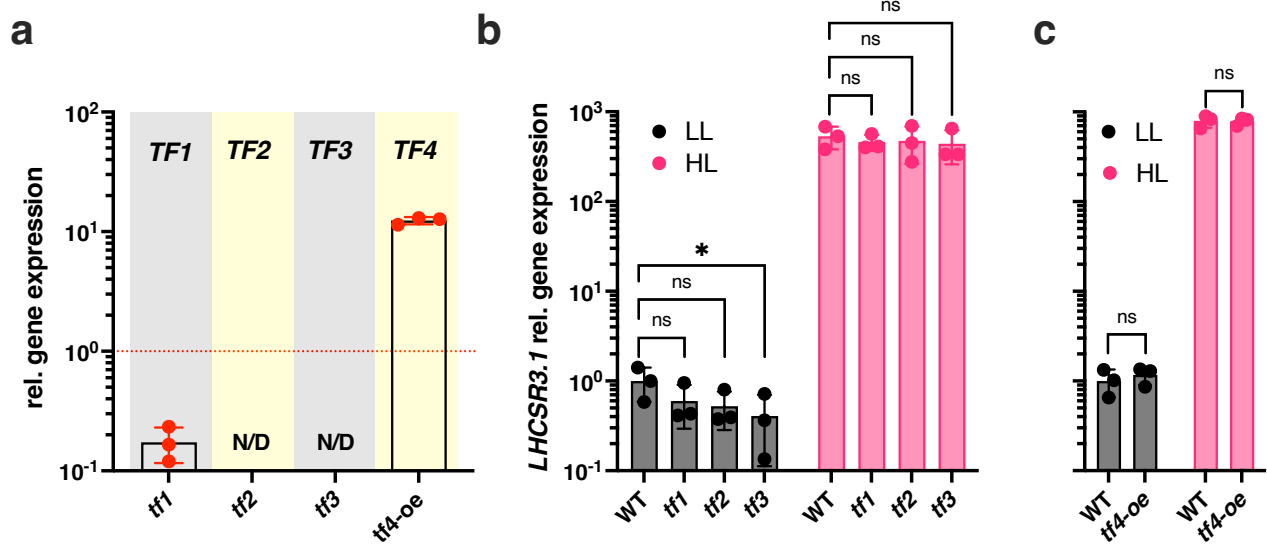 a
rel. gene expression
10²
10¹
10⁰
10⁻¹
TF1 TF2 TF3 TF4
N/D N/D
tf1 tf2 tf3 tf4-oe
b
LHCSR3.1 rel. gene expression
10³
10²
10¹
10⁰
10⁻¹
LL
HL
ns
ns
*
ns
ns
ns
WT tf1 tf2 tf3 WT tf1 tf2 tf3
c
LL
HL
ns
ns
WT tf4-oe WT tf4-oe